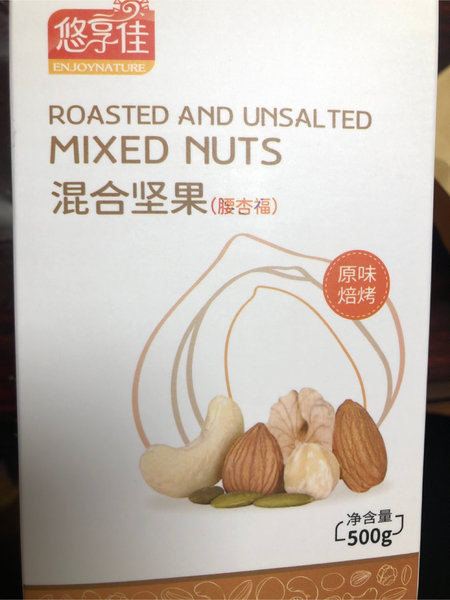 悠享佳
ENJOYNATURE
ROASTED AND UNSALTED
MIXED NUTS
混合坚果(腰杏福)
原味
焙烤
净含量
500g